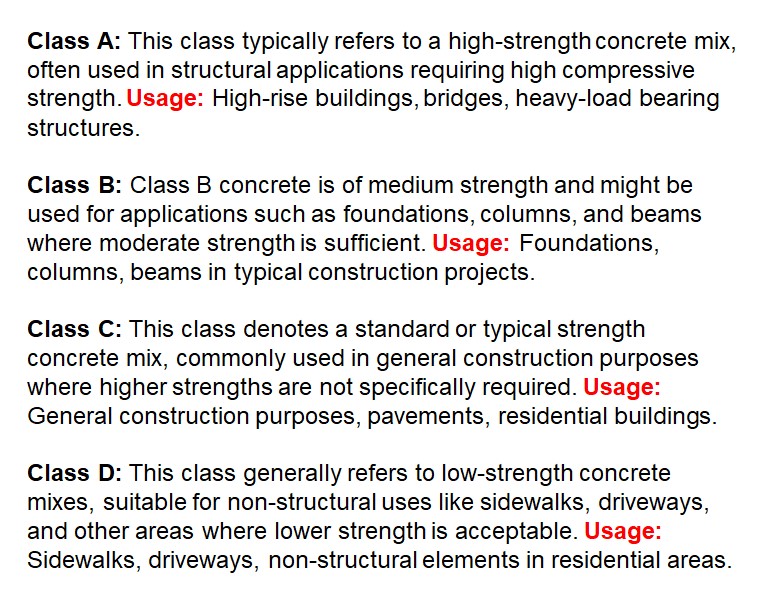 Class A: This class typically refers to a high-strength concrete mix,
often used in structural applications requiring high compressive
strength. Usage: High-rise buildings, bridges, heavy-load bearing
structures.
Class B: Class B concrete is of medium strength and might be
used for applications such as foundations, columns, and beams
where moderate strength is sufficient. Usage: Foundations,
columns, beams in typical construction projects.
Class C: This class denotes a standard or typical strength
concrete mix, commonly used in general construction purposes
where higher strengths are not specifically required. Usage:
General construction purposes, pavements, residential buildings.
Class D: This class generally refers to low-strength concrete
mixes, suitable for non-structural uses like sidewalks, driveways,
and other areas where lower strength is acceptable. Usage:
Sidewalks, driveways, non-structural elements in residential areas.